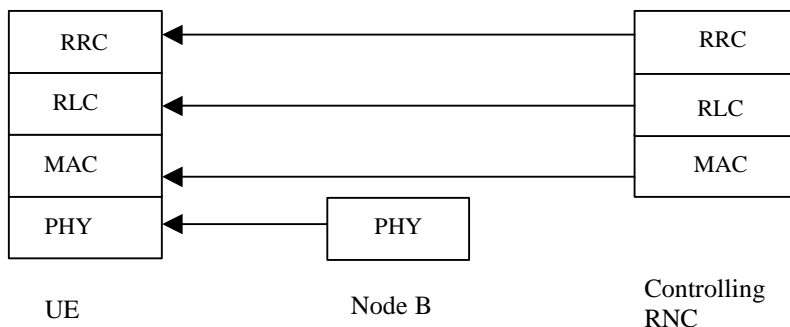 RRC
RRC
RLC
RLC
MAC
MAC
PHY
PHY
UE
Node B
Controlling
RNC